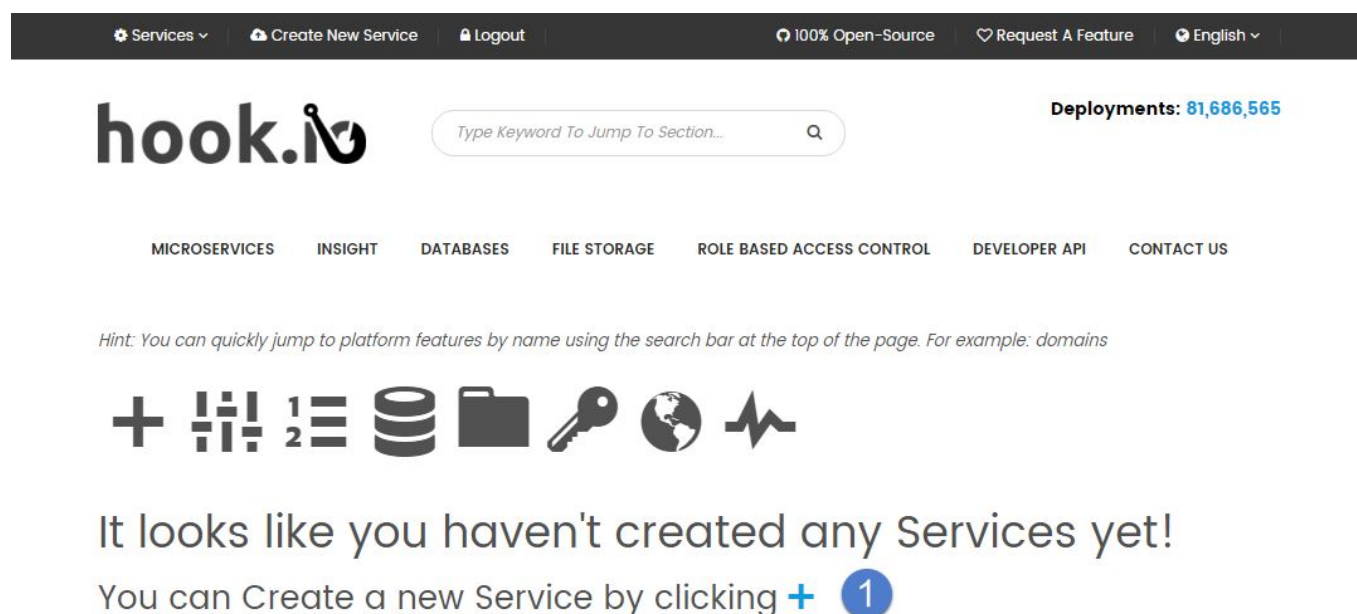 Services Create New Service Logout 100% Open-Source Request A Feature English
hook.io
Type Keyword To Jump To Section...
Deployments: 81,686,565
MICROSERVICES INSIGHT DATABASES FILE STORAGE ROLE BASED ACCESS CONTROL DEVELOPER API CONTACT US
Hint: You can quickly jump to platform features by name using the search bar at the top of the page. For example: domains
1
2
It looks like you haven't created any Services yet!
You can Create a new Service by clicking + 1